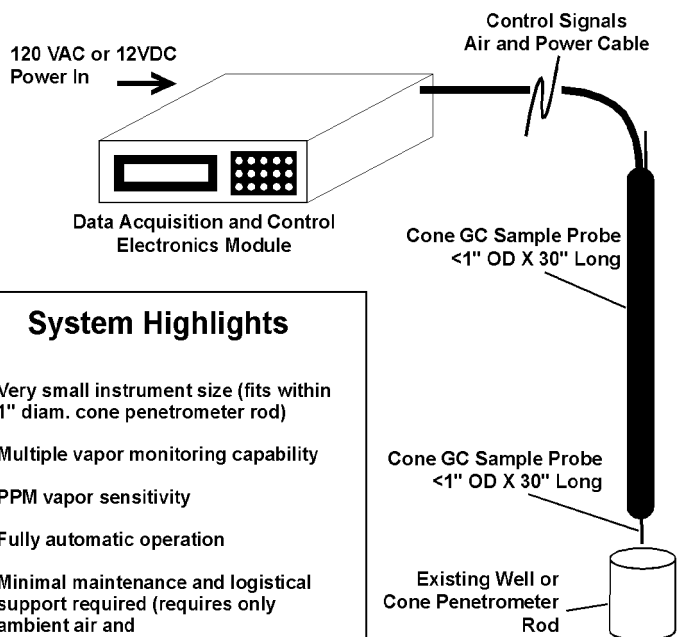 120 VAC or 12VDC
Power In
Control Signals
Air and Power Cable
Data Acquisition and Control
Electronics Module
Cone GC Sample Probe
<1" OD X 30" Long
System Highlights
Very small instrument size (fits within
1" diam. cone penetrometer rod)
Multiple vapor monitoring capability
PPM vapor sensitivity
Fully automatic operation
Minimal maintenance and logistical
support required (requires only
ambient air and
Cone GC Sample Probe
<1" OD X 30" Long
Existing Well or
Cone Penetrometer
Rod